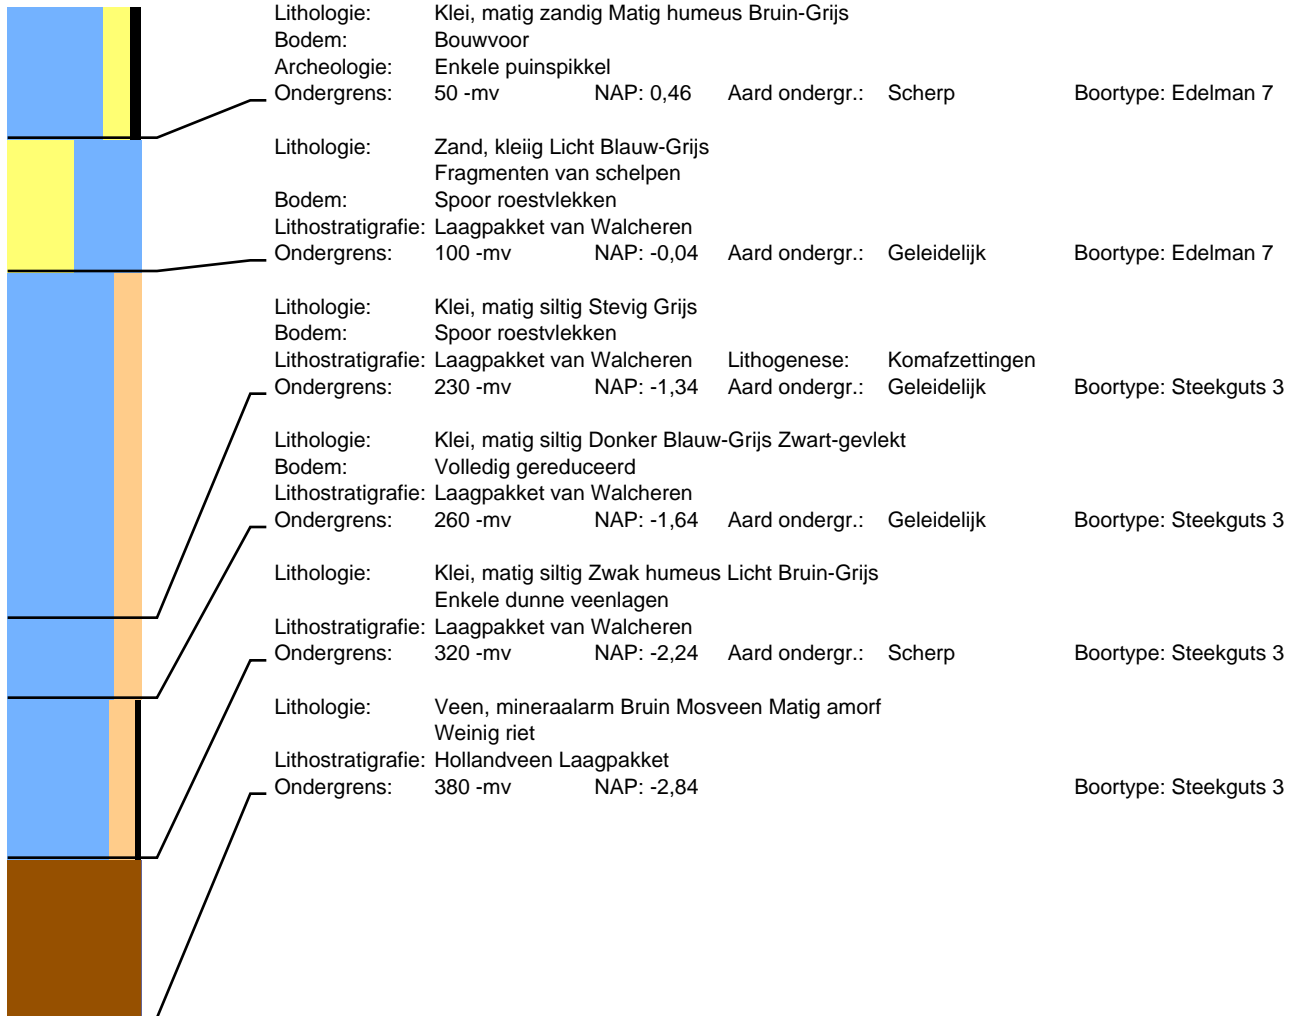 Lithologie: Klei, matig zandig Matig humeus Bruin-Grijs
Bodem: Bouwvoor
Archeologie: Enkele puinspikkel
Ondergrens: 50 -mv NAP: 0,46 Aard ondergr.: Scherp Boortype: Edelman 7
Lithologie: Zand, kleiig Licht Blauw-Grijs
Fragmenten van schelpen
Bodem: Spoor roestvlekken
Lithostratigrafie: Laagpakket van Walcheren
Ondergrens: 100 -mv NAP: -0,04 Aard ondergr.: Geleidelijk Boortype: Edelman 7
Lithologie: Klei, matig siltig Stevig Grijs
Bodem: Spoor roestvlekken
Lithostratigrafie: Laagpakket van Walcheren Lithogenese: Komafzettingen
Ondergrens: 230 -mv NAP: -1,34 Aard ondergr.: Geleidelijk Boortype: Steekguts 3
Lithologie: Klei, matig siltig Donker Blauw-Grijs Zwart-gevlekt
Bodem: Volledig gereduceerd
Lithostratigrafie: Laagpakket van Walcheren
Ondergrens: 260 -mv NAP: -1,64 Aard ondergr.: Geleidelijk Boortype: Steekguts 3
Lithologie: Klei, matig siltig Zwak humeus Licht Bruin-Grijs
Enkele dunne veenlagen
Lithostratigrafie: Laagpakket van Walcheren
Ondergrens: 320 -mv NAP: -2,24 Aard ondergr.: Scherp Boortype: Steekguts 3
Lithologie: Veen, mineraalarm Bruin Mosveen Matig amorf
Weinig riet
Lithostratigrafie: Hollandveen Laagpakket
Ondergrens: 380 -mv NAP: -2,84 Boortype: Steekguts 3